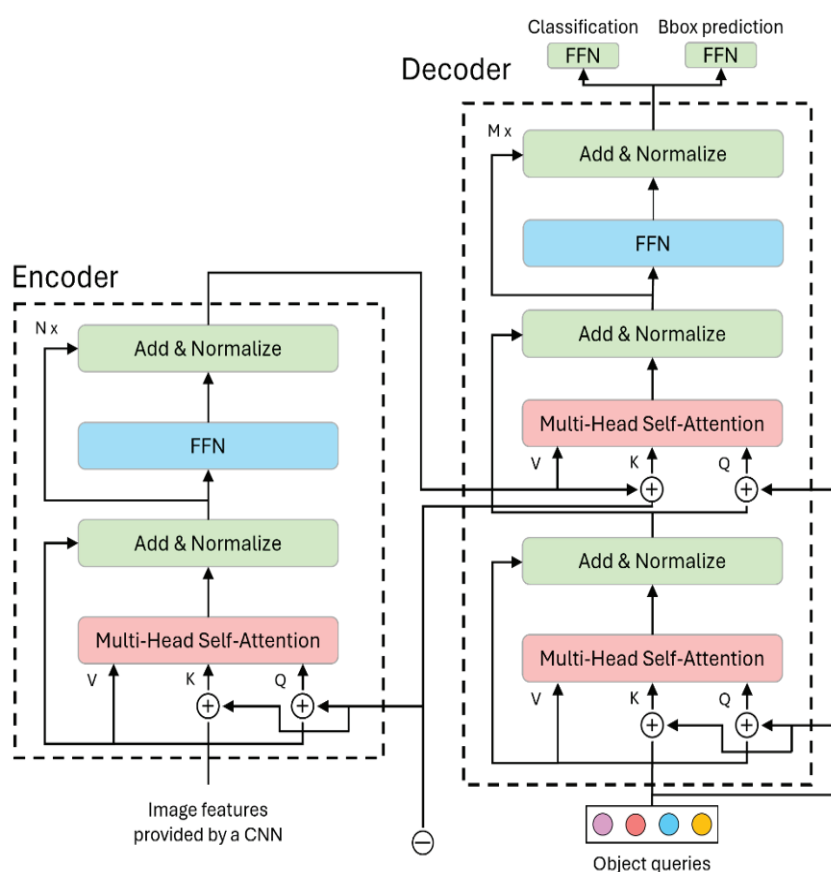 Classification Bbox prediction
FFN FFN
Decoder
M x
Add & Normalize
FFN
Add & Normalize
Multi-Head Self-Attention
V K Q
+ +
Add & Normalize
Multi-Head Self-Attention
V K Q
+ +
Object queries
Encoder
N x
Add & Normalize
FFN
Add & Normalize
Multi-Head Self-Attention
V K Q
+ +
Image features
provided by a CNN
−